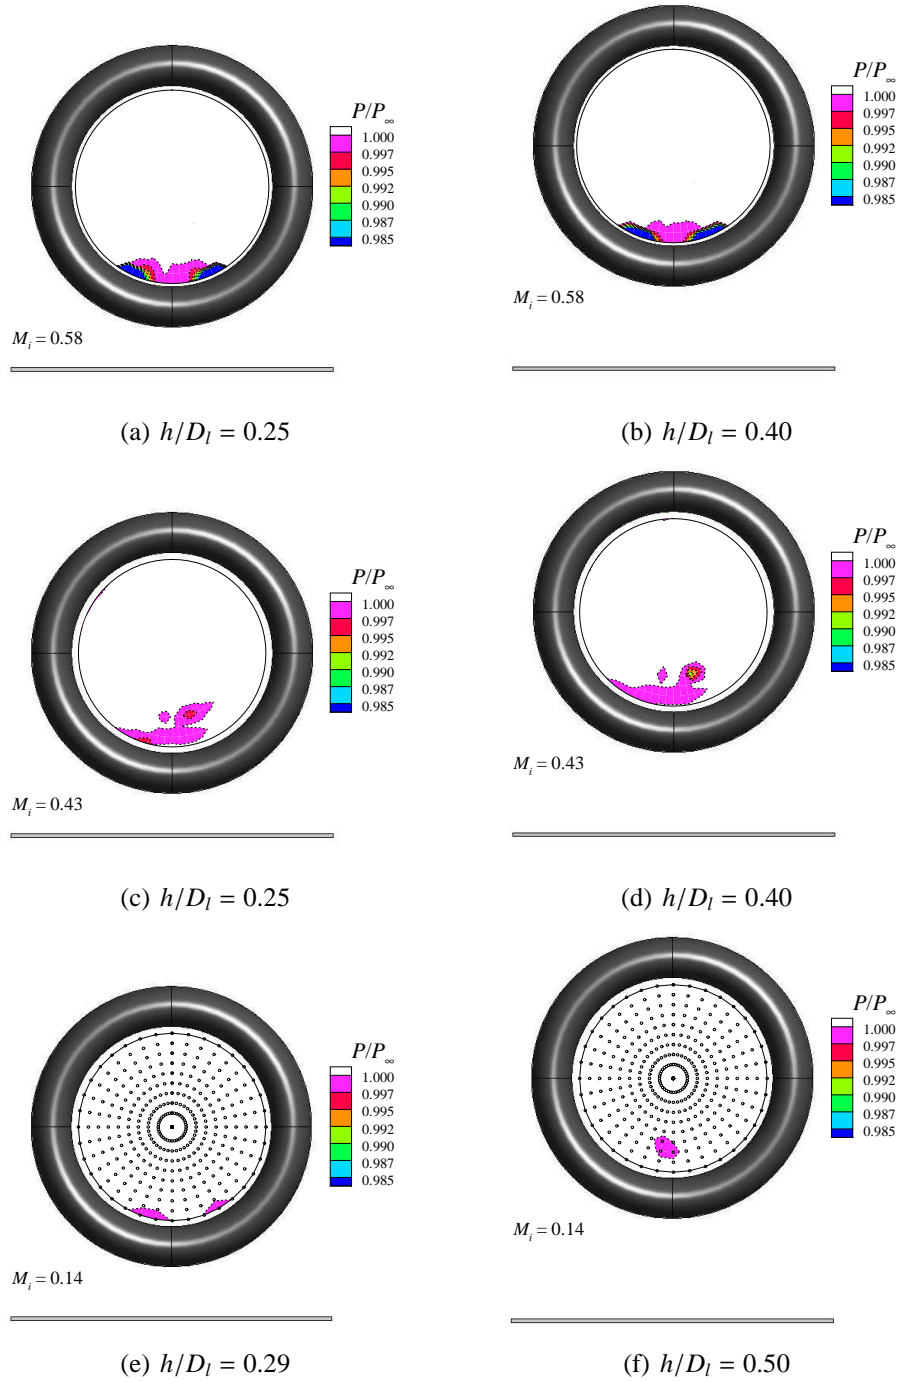 P/P∞
1.000
0.997
0.995
0.992
0.990
0.987
0.985
M_i = 0.58
(a) h/D_l = 0.25
P/P∞
1.000
0.997
0.995
0.992
0.990
0.987
0.985
M_i = 0.58
(b) h/D_l = 0.40
P/P∞
1.000
0.997
0.995
0.992
0.990
0.987
0.985
M_i = 0.43
(c) h/D_l = 0.25
P/P∞
1.000
0.997
0.995
0.992
0.990
0.987
0.985
M_i = 0.43
(d) h/D_l = 0.40
P/P∞
1.000
0.997
0.995
0.992
0.990
0.987
0.985
M_i = 0.14
(e) h/D_l = 0.29
P/P∞
1.000
0.997
0.995
0.992
0.990
0.987
0.985
M_i = 0.14
(f) h/D_l = 0.50